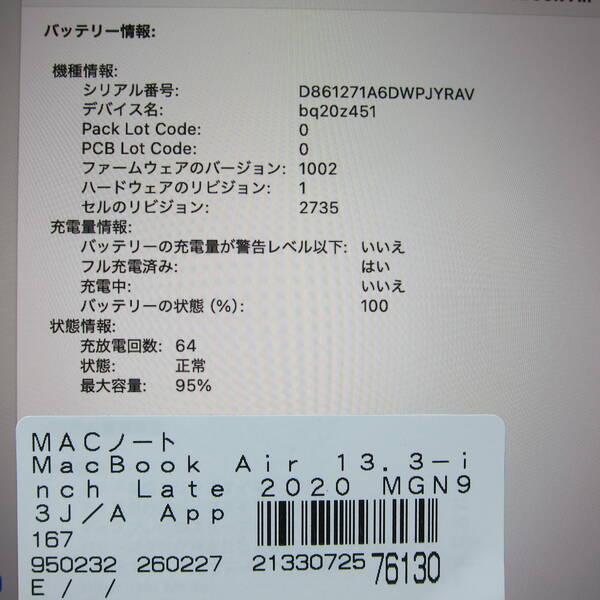 バッテリー情報:
機種情報:
シリアル番号: D861271A6DWPJYRAV
デバイス名: bq20z451
Pack Lot Code: 0
PCB Lot Code: 0
ファームウェアのバージョン: 1002
ハードウェアのリビジョン: 1
セルのリビジョン: 2735
充電量情報:
バッテリーの充電量が警告レベル以下: いいえ
フル充電済み: はい
充電中: いいえ
バッテリーの状態 (%): 100
状態情報:
充放電回数: 64
状態: 正常
最大容量: 95%
MACノート
MacBook Air 13.3-i
nch Late 2020 MGN9
3J/A App
167
950232 260227 21330725 76130
E / /